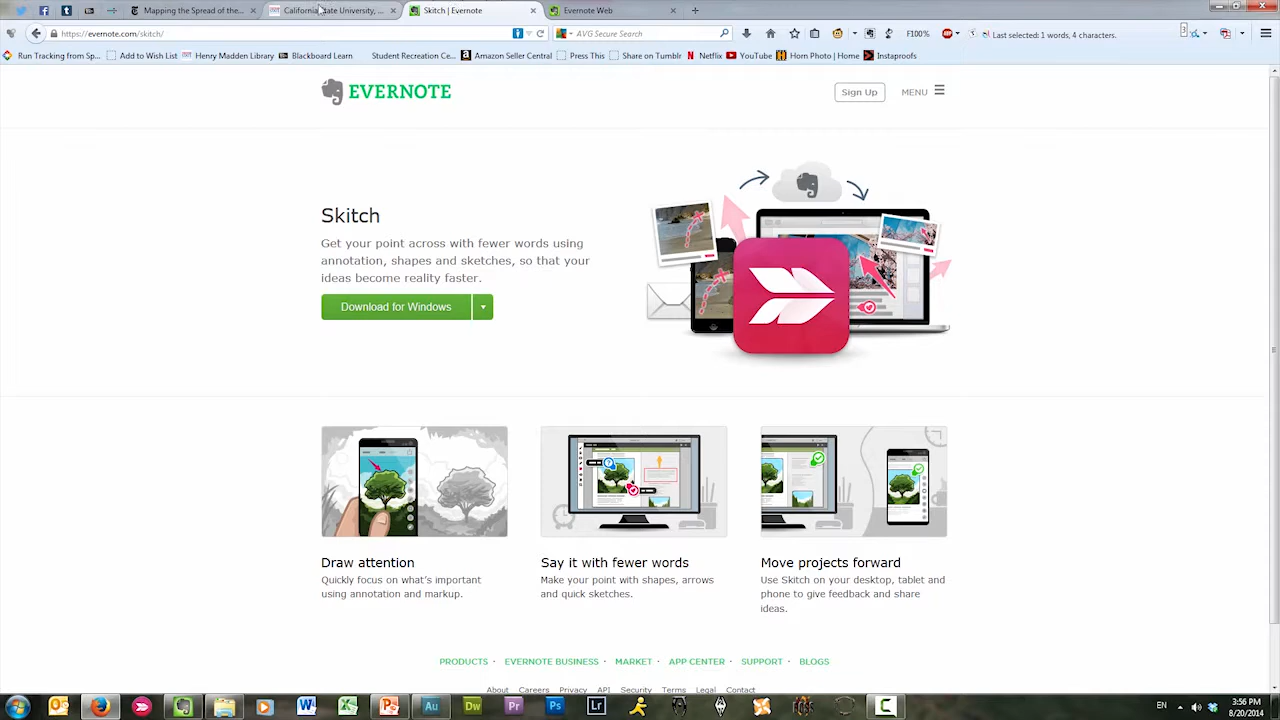 Mapping the Spread of the...
California State University, ...
Skitch | Evernote
Evernote Web
https://evernote.com/skitch/
AVG Secure Search
F100%
Last selected: 1 words, 4 characters.
Run Tracking from Sp...
Add to Wish List
Henry Madden Library
Blackboard Learn
Student Recreation Ce...
Amazon Seller Central
Press This
Share on Tumblr
Netflix
YouTube
Horn Photo | Home
Instaproofs
EVERNOTE
Sign Up
MENU
Skitch
Get your point across with fewer words using
annotation, shapes and sketches, so that your
ideas become reality faster.
Download for Windows
Draw attention
Quickly focus on what's important
using annotation and markup.
Say it with fewer words
Make your point with shapes, arrows
and quick sketches.
Move projects forward
Use Skitch on your desktop, tablet and
phone to give feedback and share
ideas.
PRODUCTS · EVERNOTE BUSINESS · MARKET · APP CENTER · SUPPORT · BLOGS
About Careers Privacy API Security Terms Legal Contact
Au Dw Pr Ps Lr
EN
3:56 PM
8/20/2014